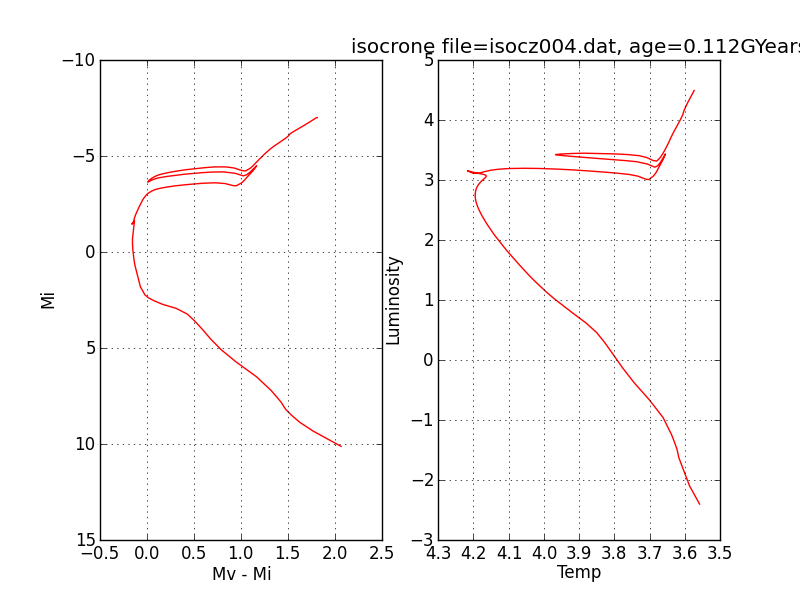 isocrone file=isocz004.dat, age=0.112GYears
−10
−5
0
5
10
15
−0.5 0.0 0.5 1.0 1.5 2.0 2.5
Mv - Mi
Mi
5
4
3
2
1
0
−1
−2
−3
4.3 4.2 4.1 4.0 3.9 3.8 3.7 3.6 3.5
Temp
Luminosity